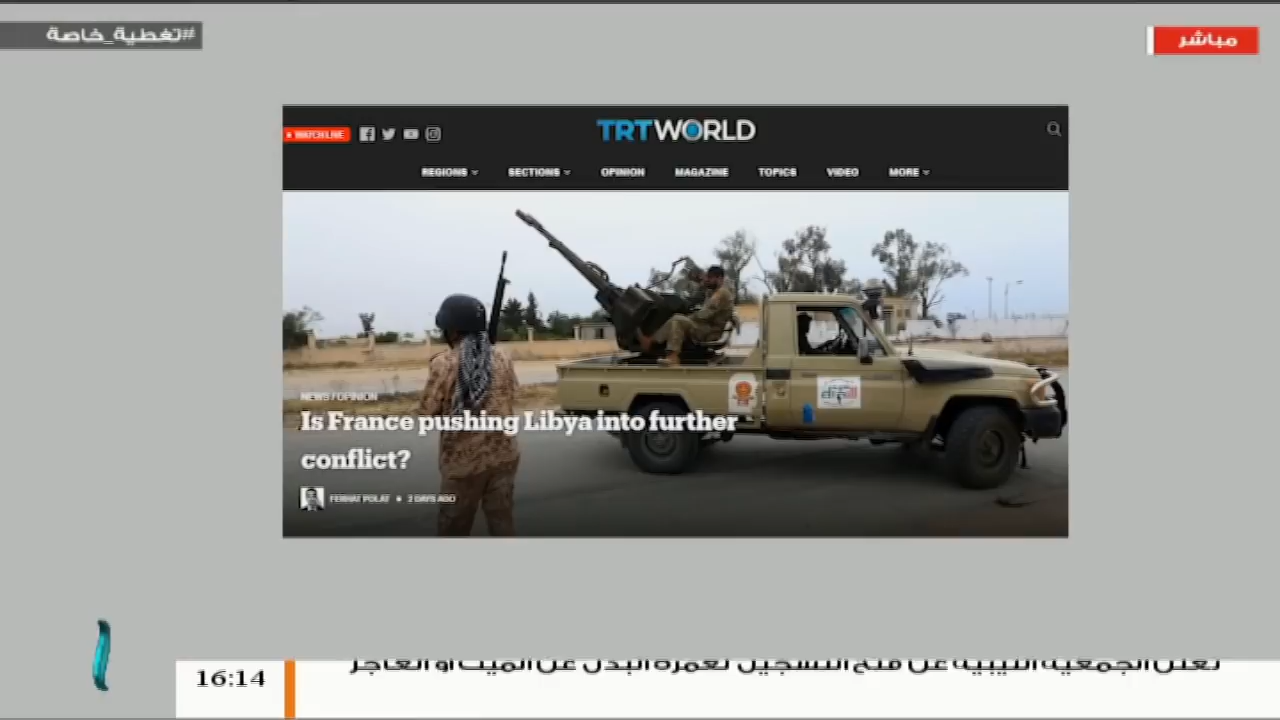 #تغطية_خاصة
مباشر
WATCH LIVE
TRTWORLD
REGIONS
SECTIONS
OPINION
MAGAZINE
TOPICS
VIDEO
MORE
NEWS / OPINION
Is France pushing Libya into further
conflict?
FERHAT POLAT
2 DAYS AGO
16:14
تعلن الجمعية الليبية عن فتح التسجيل لعمرة البدل عن الميت أو العاجز